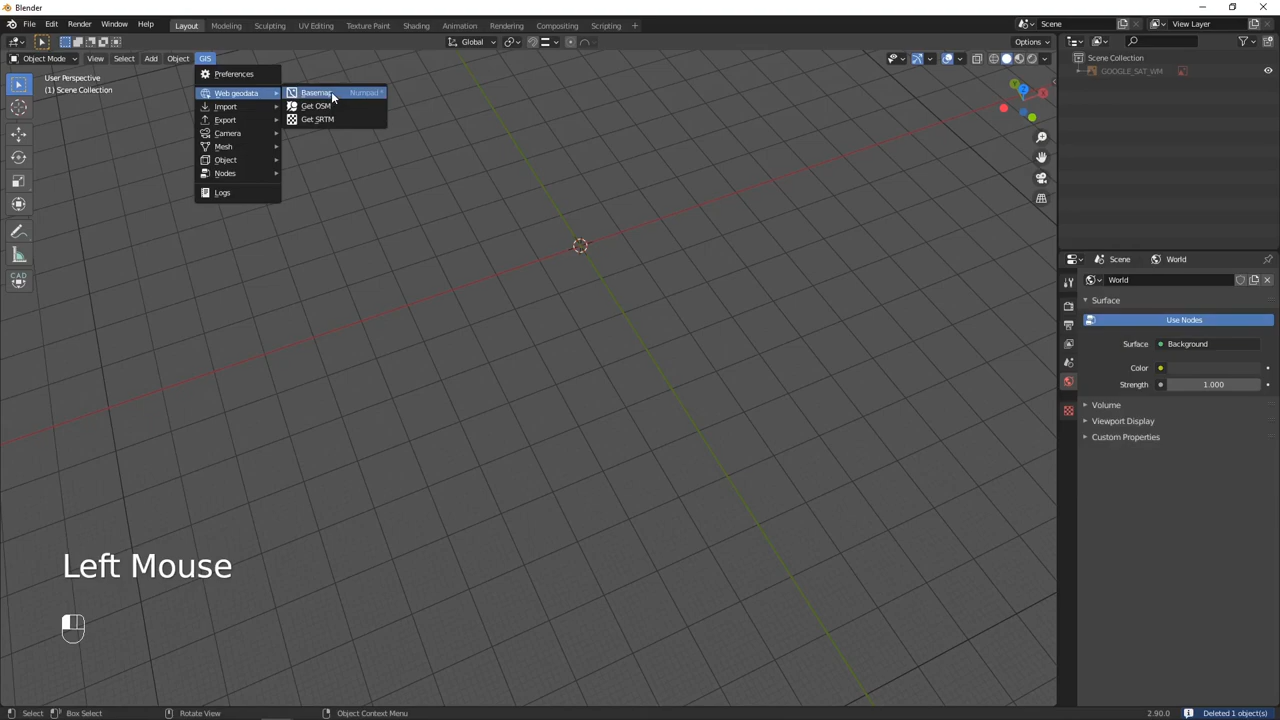 Blender
File Edit Render Window Help Layout Modeling Sculpting UV Editing Texture Paint Shading Animation Rendering Compositing Scripting + Scene View Layer
Global Options
Object Mode View Select Add Object GIS Scene Collection
User Perspective
(1) Scene Collection
GOOGLE_SAT_WM
Preferences
Web geodata Basemap Numpad *
Import Get OSM
Export Get SRTM
Camera
Mesh
Object
Nodes
Logs
CAD
Scene World
World
Surface
Use Nodes
Surface Background
Color
Strength 1.000
Volume
Viewport Display
Custom Properties
Left Mouse
Select Box Select Rotate View Object Context Menu 2.90.0 Deleted 1 object(s)